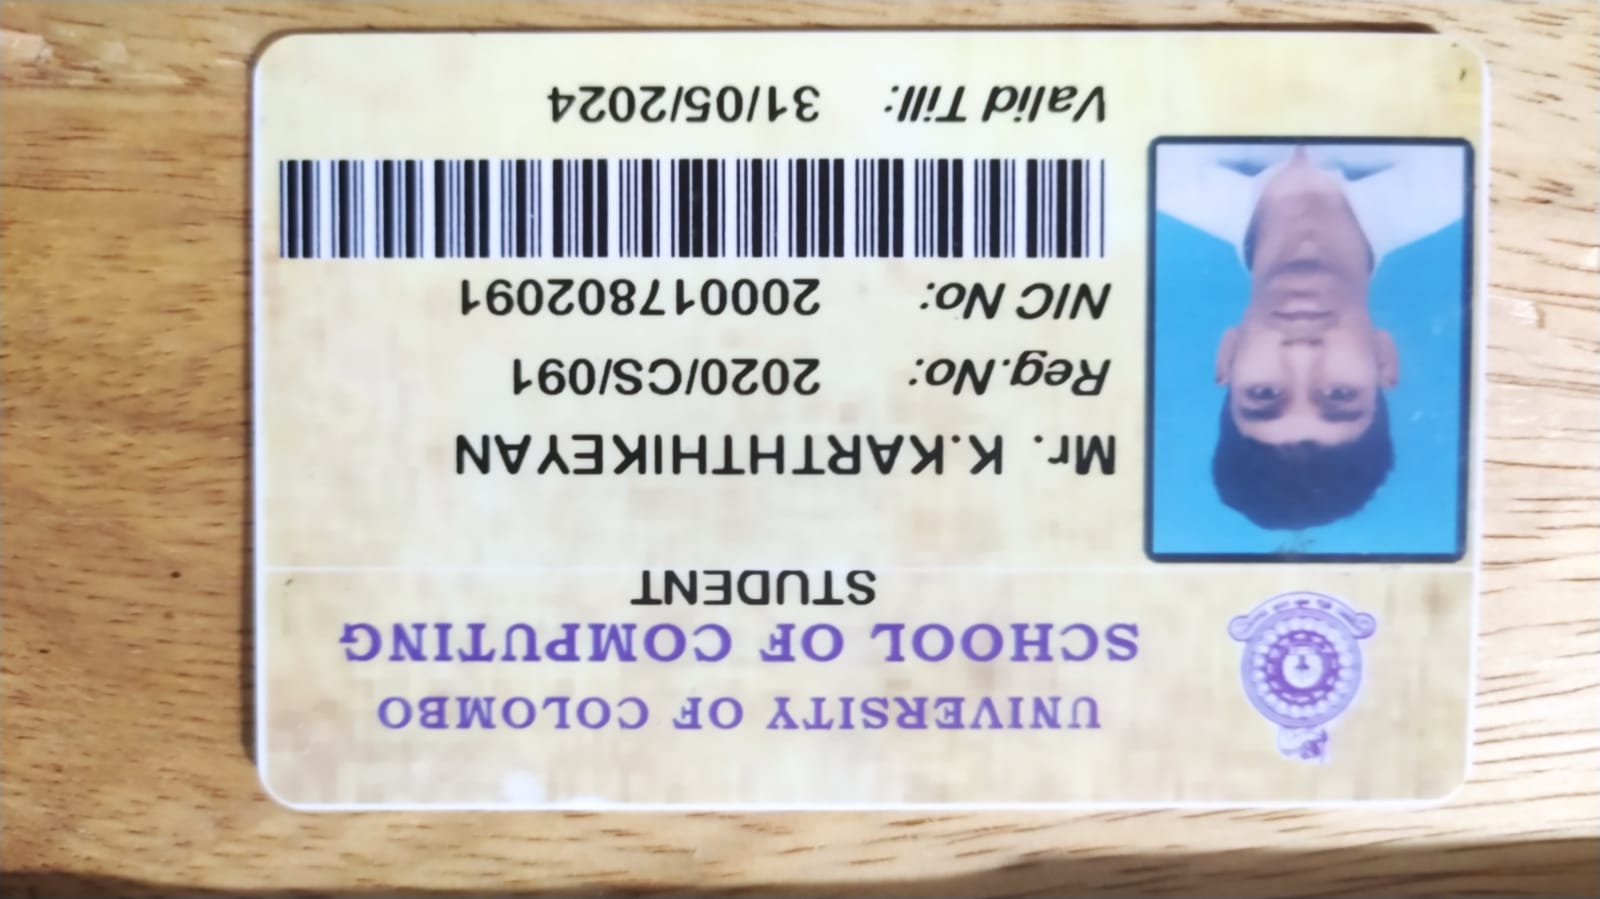 UNIVERSITY OF COLOMBO
SCHOOL OF COMPUTING
STUDENT
Mr. K.KARTHTHIKEYAN
Reg.No: 2020/CS/091
NIC No: 200017802091
Valid Till: 31/05/2024